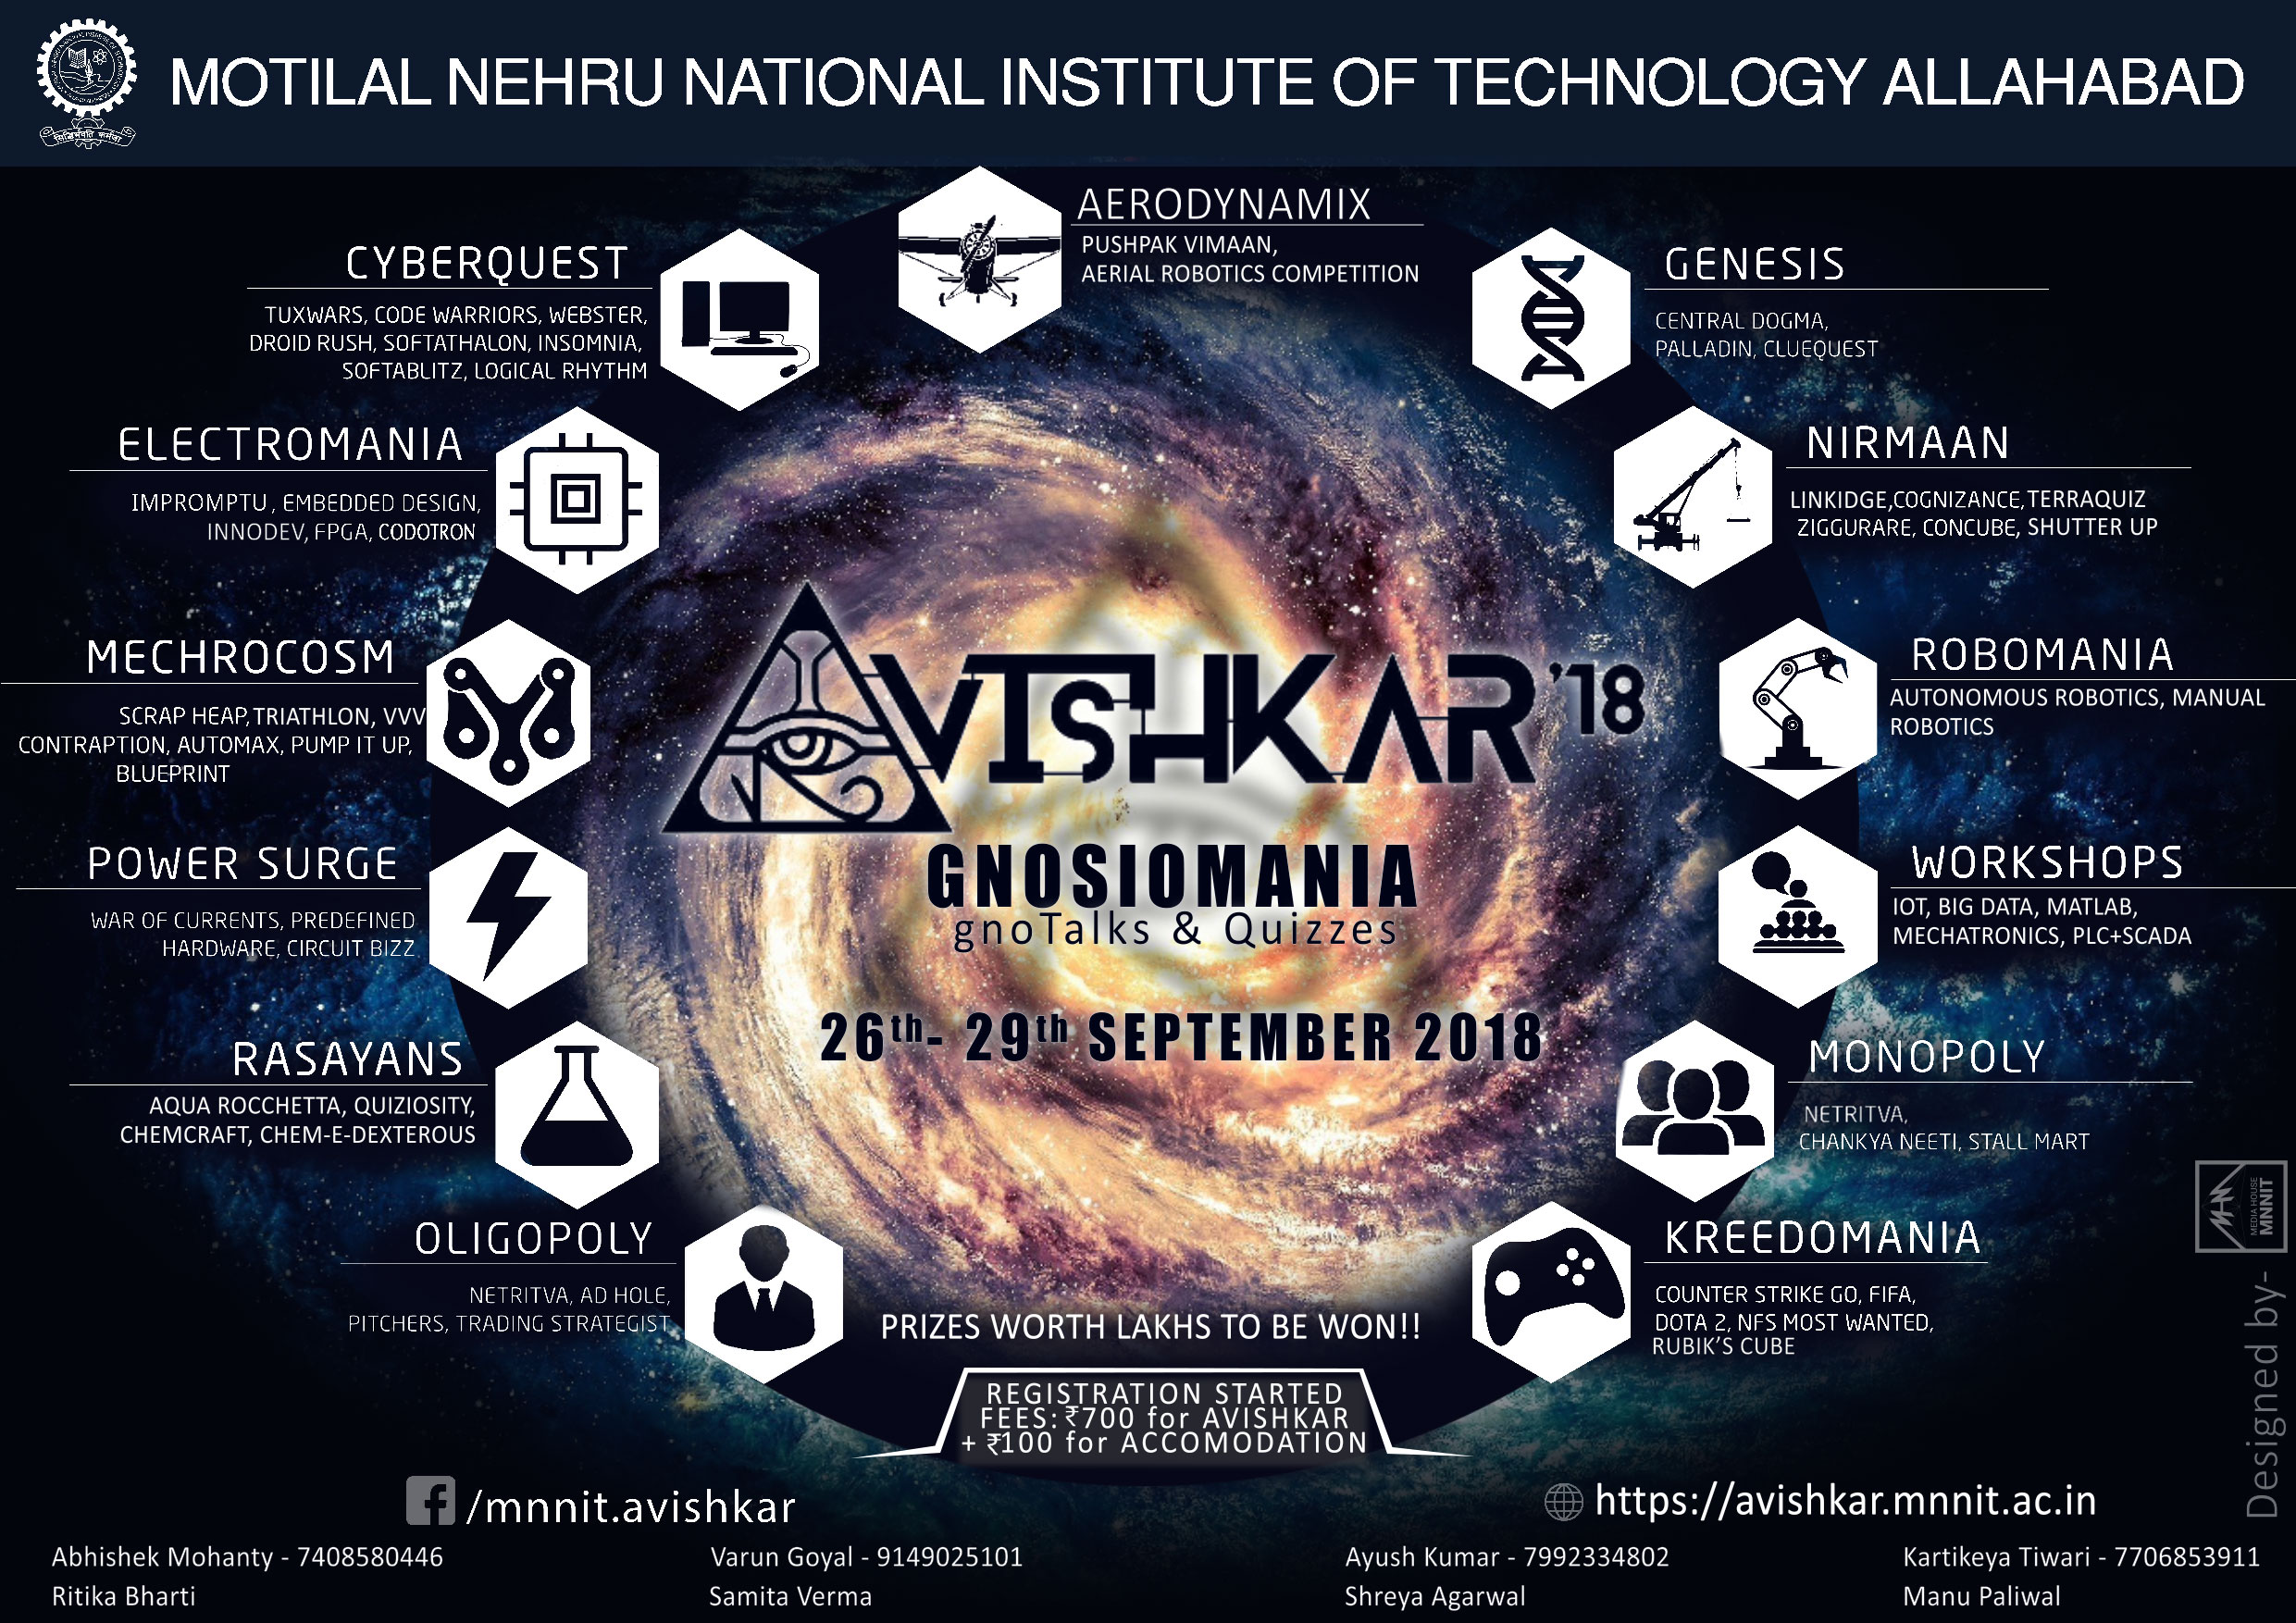 MOTILAL NEHRU NATIONAL INSTITUTE OF TECHNOLOGY ALLAHABAD
AERODYNAMIX
PUSHPAK VIMAAN,
AERIAL ROBOTICS COMPETITION
CYBERQUEST
TUXWARS, CODE WARRIORS, WEBSTER,
DROID RUSH, SOFTATHALON, INSOMNIA,
SOFTABLITZ, LOGICAL RHYTHM
GENESIS
CENTRAL DOGMA,
PALLADIN, CLUEQUEST
ELECTROMANIA
IMPROMPTU, EMBEDDED DESIGN,
INNODEV, FPGA, CODOTRON
NIRMAAN
LINKIDGE,COGNIZANCE,TERRAQUIZ
ZIGGURARE, CONCUBE, SHUTTER UP
MECHROCOSM
SCRAP HEAP,TRIATHLON, VVV
CONTRAPTION, AUTOMAX, PUMP IT UP,
BLUEPRINT
ROBOMANIA
AUTONOMOUS ROBOTICS, MANUAL
ROBOTICS
AVISHKAR'18
GNOSIOMANIA
gnoTalks & Quizzes
26th- 29th SEPTEMBER 2018
POWER SURGE
WAR OF CURRENTS, PREDEFINED
HARDWARE, CIRCUIT BIZZ
WORKSHOPS
IOT, BIG DATA, MATLAB,
MECHATRONICS, PLC+SCADA
RASAYANS
AQUA ROCCHETTA, QUIZIOSITY,
CHEMCRAFT, CHEM-E-DEXTEROUS
MONOPOLY
NETRITVA,
CHANKYA NEETI, STALL MART
OLIGOPOLY
NETRITVA, AD HOLE,
PITCHERS, TRADING STRATEGIST
KREEDOMANIA
COUNTER STRIKE GO, FIFA,
DOTA 2, NFS MOST WANTED,
RUBIK'S CUBE
PRIZES WORTH LAKHS TO BE WON!!
REGISTRATION STARTED
FEES: ₹700 for AVISHKAR
+ ₹100 for ACCOMODATION
Designed by-
MEDIA HOUSE
MNNIT
/mnnit.avishkar
https://avishkar.mnnit.ac.in
Abhishek Mohanty - 7408580446
Ritika Bharti
Varun Goyal - 9149025101
Samita Verma
Ayush Kumar - 7992334802
Shreya Agarwal
Kartikeya Tiwari - 7706853911
Manu Paliwal